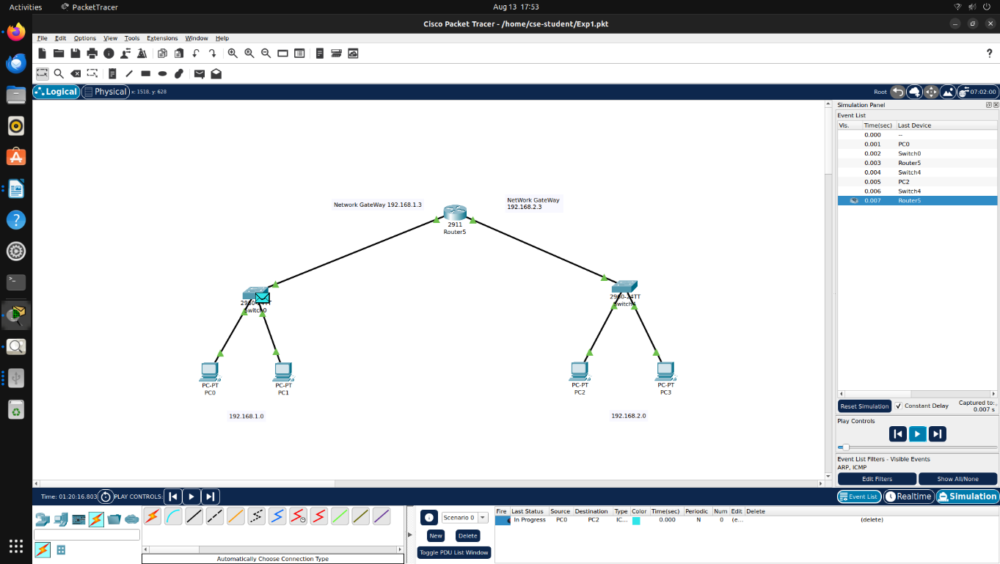 Activities PacketTracer Aug 13 17:53
Cisco Packet Tracer - /home/cse-student/Exp1.pkt
File Edit Options View Tools Extensions Window Help
?
Logical Physical x: 1518, y: 628 Root 07:02:00
Simulation Panel
Event List
Vis. Time(sec) Last Device
0.000 --
0.001 PC0
0.002 Switch0
0.003 Router5
0.004 Switch4
0.005 PC2
0.006 Switch4
0.007 Router5
Network GateWay 192.168.1.3
NetWork GateWay
192.168.2.3
2911
Router5
2960-24TT
Switch0
2960-24TT
Switch4
PC-PT
PC0
PC-PT
PC1
PC-PT
PC2
PC-PT
PC3
192.168.1.0
192.168.2.0
Reset Simulation Constant Delay Captured to:
0.007 s
Play Controls
Event List Filters - Visible Events
ARP, ICMP
Edit Filters Show All/None
Time: 01:20:16.803 PLAY CONTROLS: Event List Realtime Simulation
Scenario 0
New Delete
Toggle PDU List Window
Fire Last Status Source Destination Type Color Time(sec) Periodic Num Edit Delete
In Progress PC0 PC2 IC... 0.000 N 0 (e... (delete)
Automatically Choose Connection Type